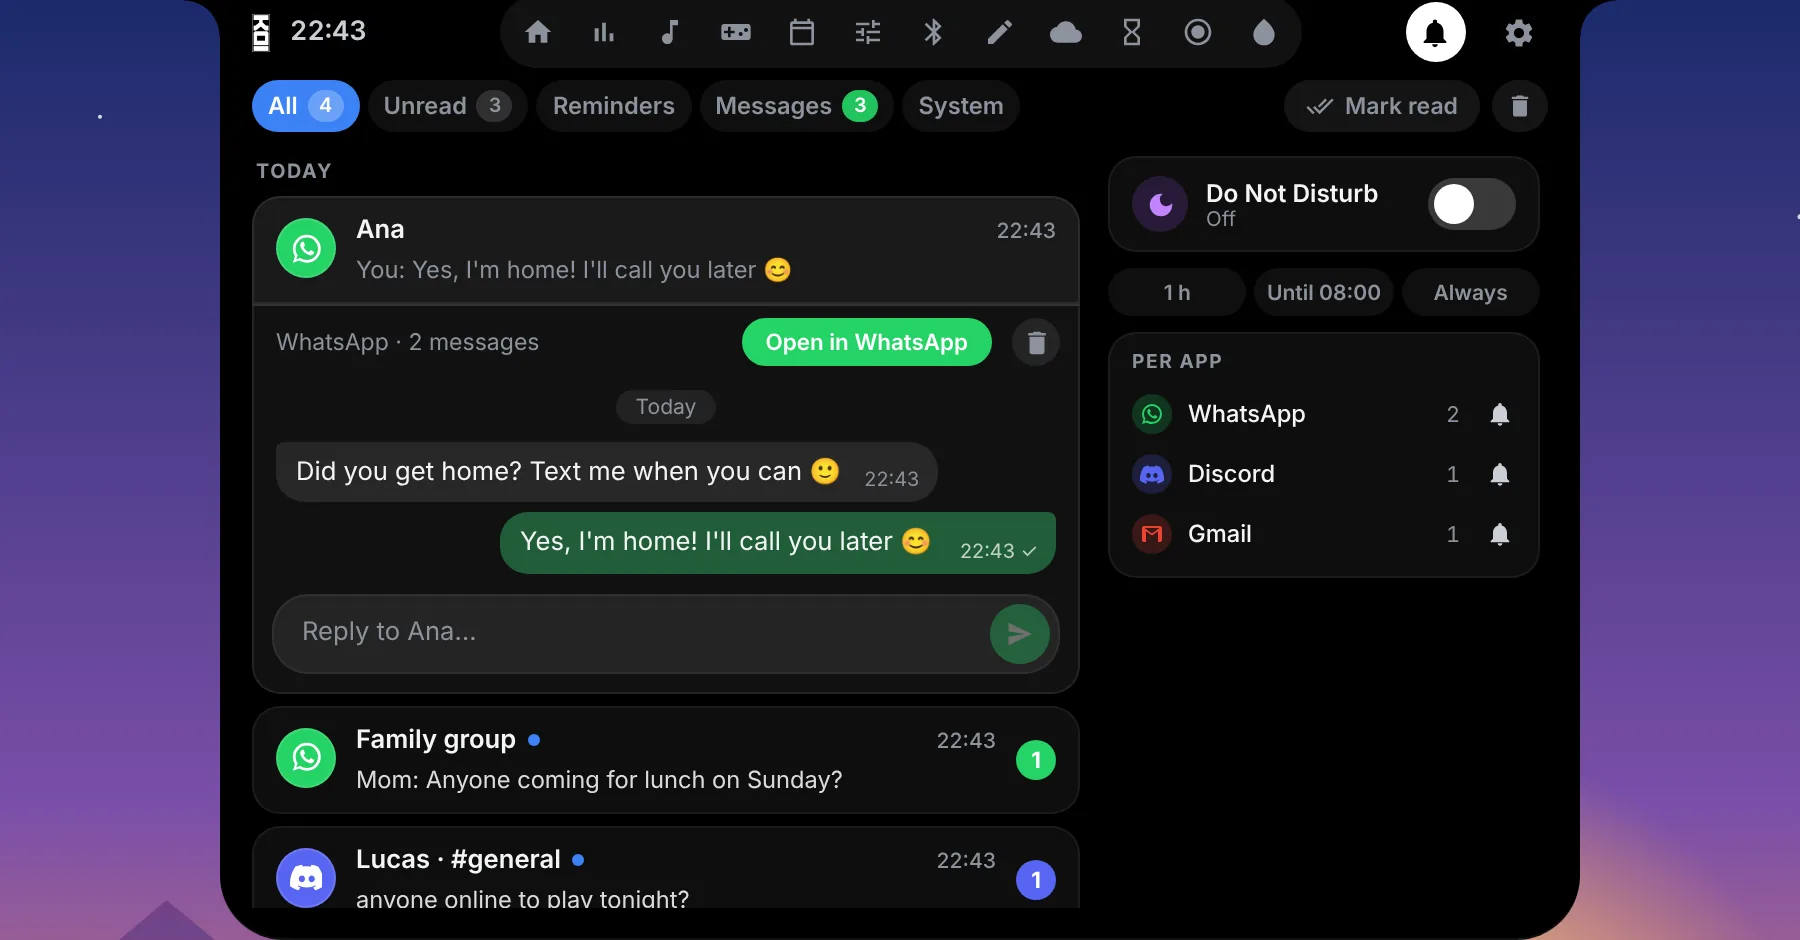 22:43
All 4 Unread 3 Reminders Messages 3 System Mark read
TODAY
Ana 22:43
You: Yes, I'm home! I'll call you later 😊
WhatsApp · 2 messages Open in WhatsApp
Today
Did you get home? Text me when you can 🙂 22:43
Yes, I'm home! I'll call you later 😊 22:43 ✓
Reply to Ana...
Family group 22:43
Mom: Anyone coming for lunch on Sunday? 1
Lucas · #general 22:43
anyone online to play tonight? 1
Do Not Disturb
Off
1 h Until 08:00 Always
PER APP
WhatsApp 2
Discord 1
Gmail 1